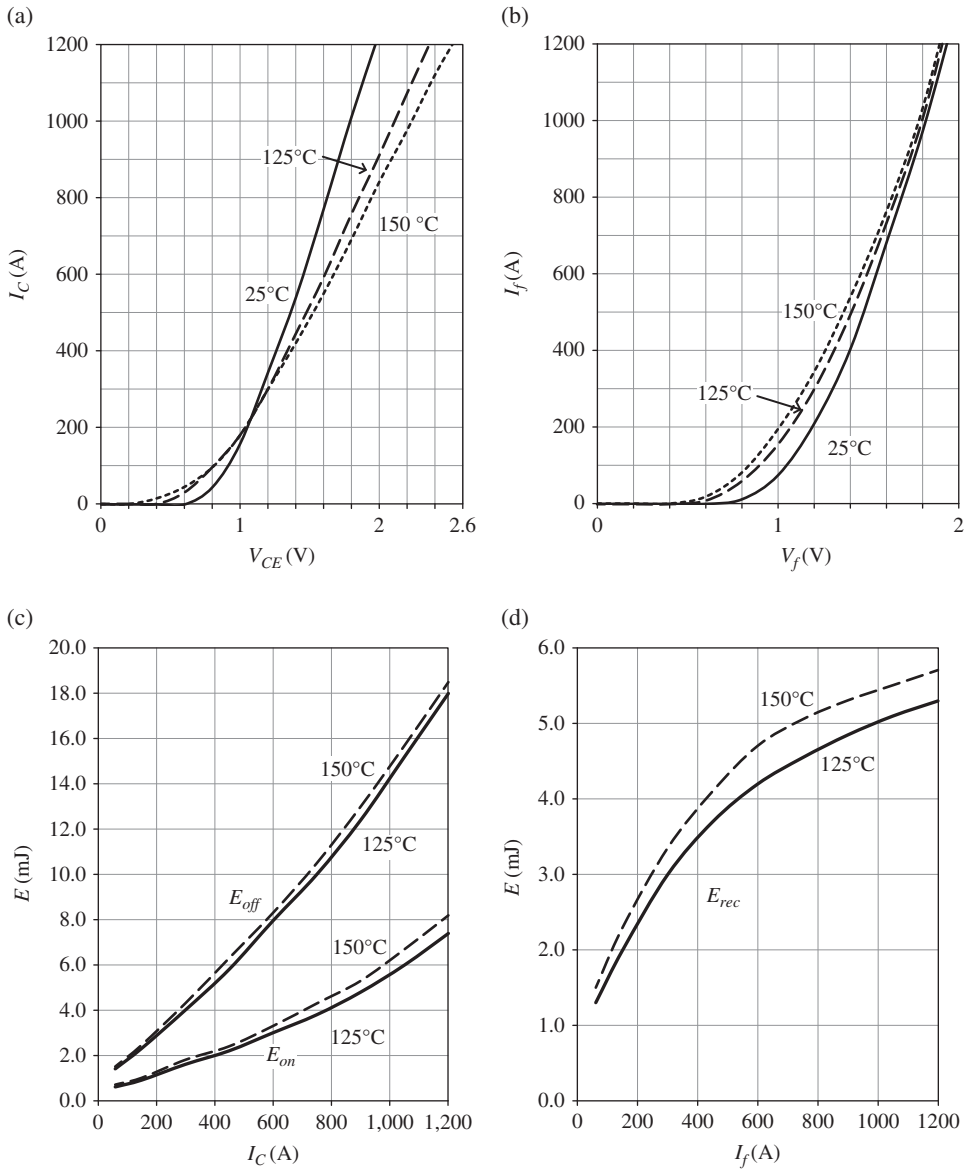 (a)
1200
1000
800
600
400
200
0
I_C (A)
125°C
150 °C
25°C
0
1
2
2.6
V_CE (V)
(b)
1200
1000
800
600
400
200
0
I_f (A)
150°C
125°C
25°C
0
1
2
V_f (V)
(c)
20.0
18.0
16.0
14.0
12.0
10.0
8.0
6.0
4.0
2.0
0.0
E (mJ)
150°C
125°C
E_off
150°C
125°C
E_on
0
200
400
600
800
1,000
1,200
I_C (A)
(d)
6.0
5.0
4.0
3.0
2.0
1.0
0.0
E (mJ)
150°C
125°C
E_rec
0
200
400
600
800
1000
1200
I_f (A)